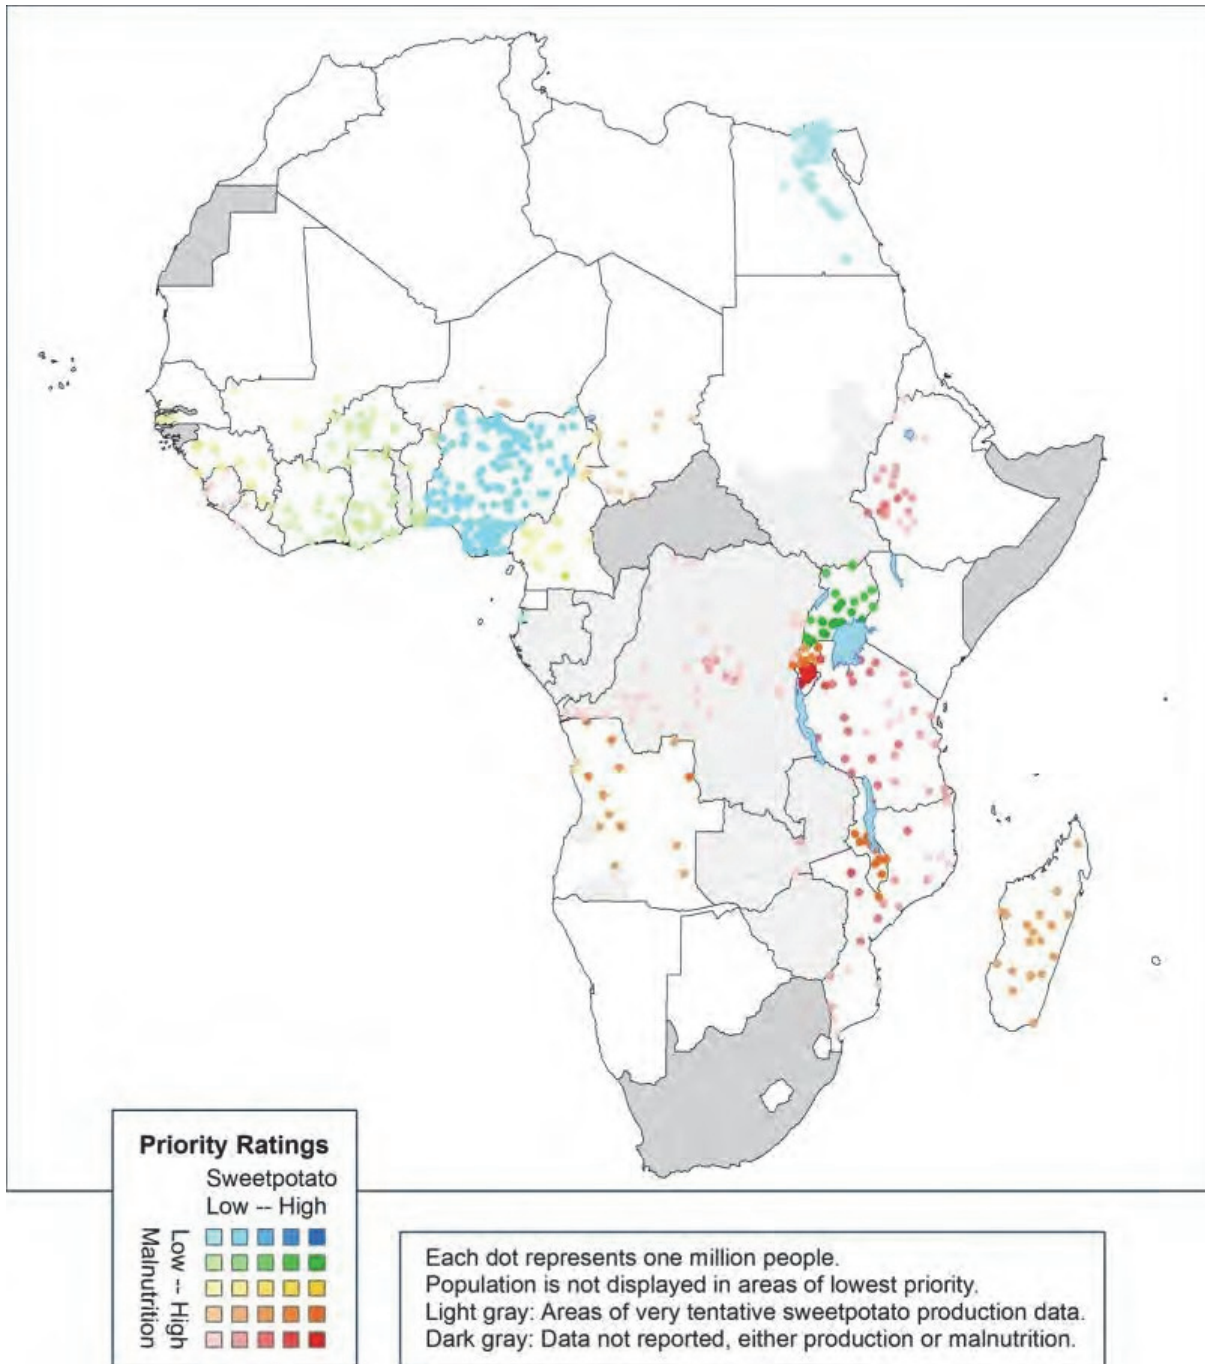 Priority Ratings
Sweetpotato
Low -- High
Low -- High
Malnutrition
Each dot represents one million people.
Population is not displayed in areas of lowest priority.
Light gray: Areas of very tentative sweetpotato production data.
Dark gray: Data not reported, either production or malnutrition.